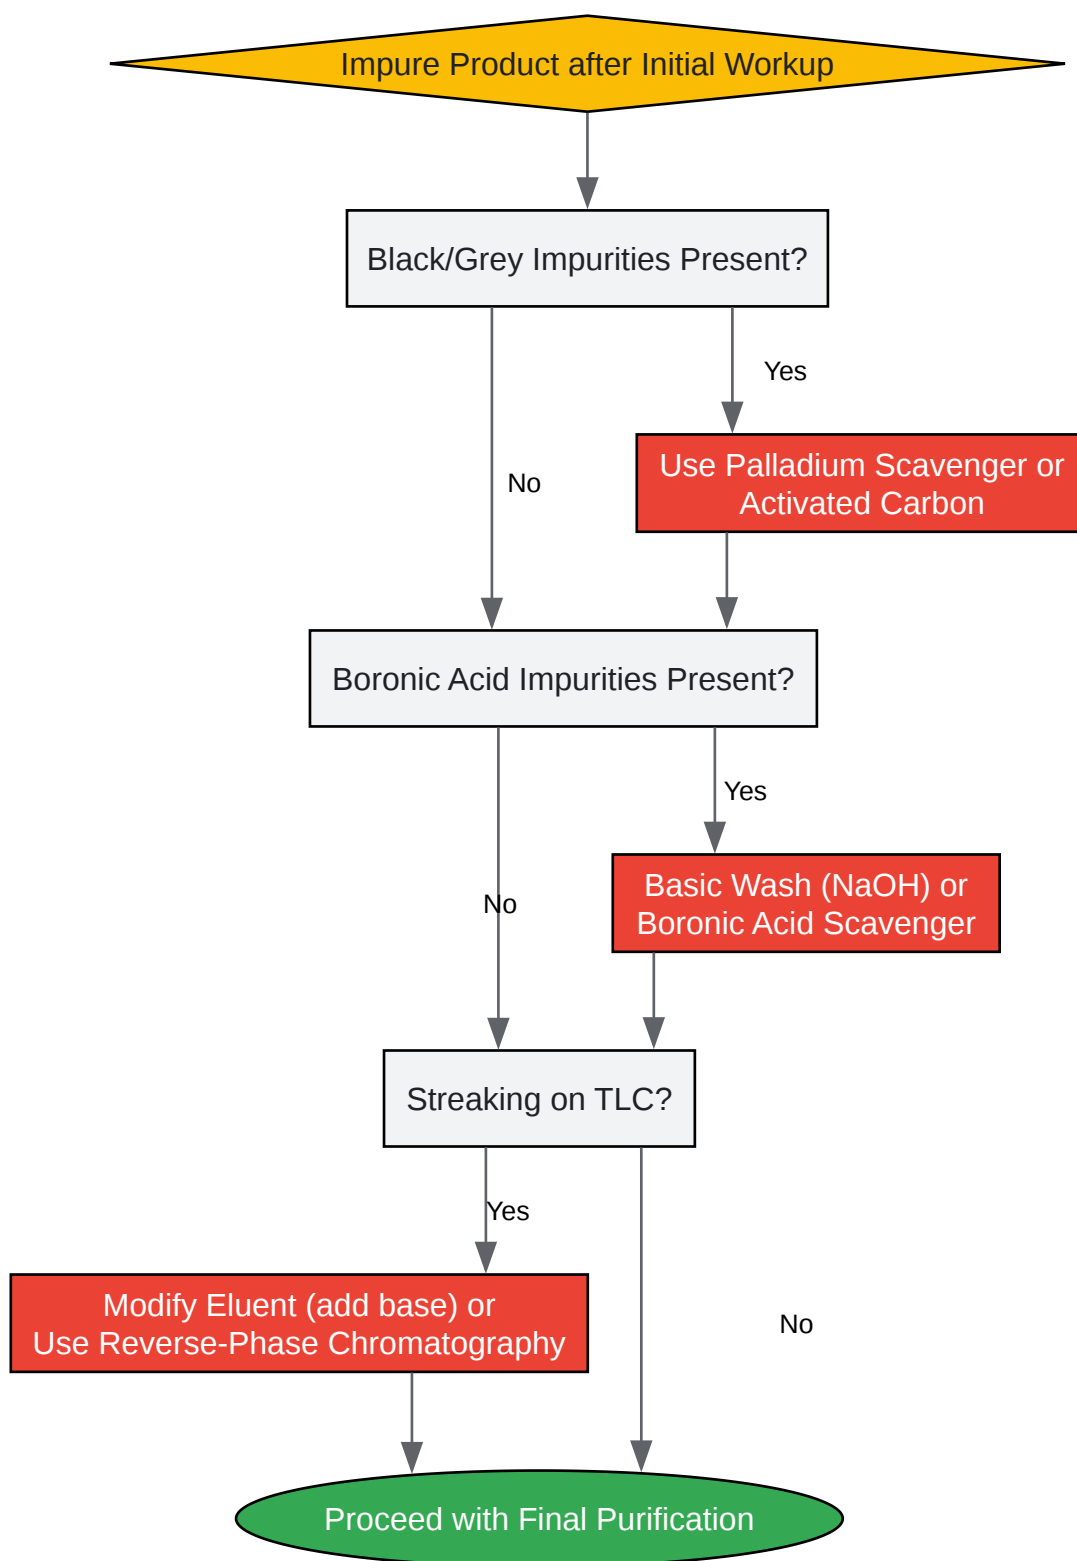 Impure Product after Initial Workup
Black/Grey Impurities Present?
Yes
Use Palladium Scavenger or
Activated Carbon
No
Boronic Acid Impurities Present?
Yes
Basic Wash (NaOH) or
Boronic Acid Scavenger
No
Streaking on TLC?
Yes
Modify Eluent (add base) or
Use Reverse-Phase Chromatography
No
Proceed with Final Purification